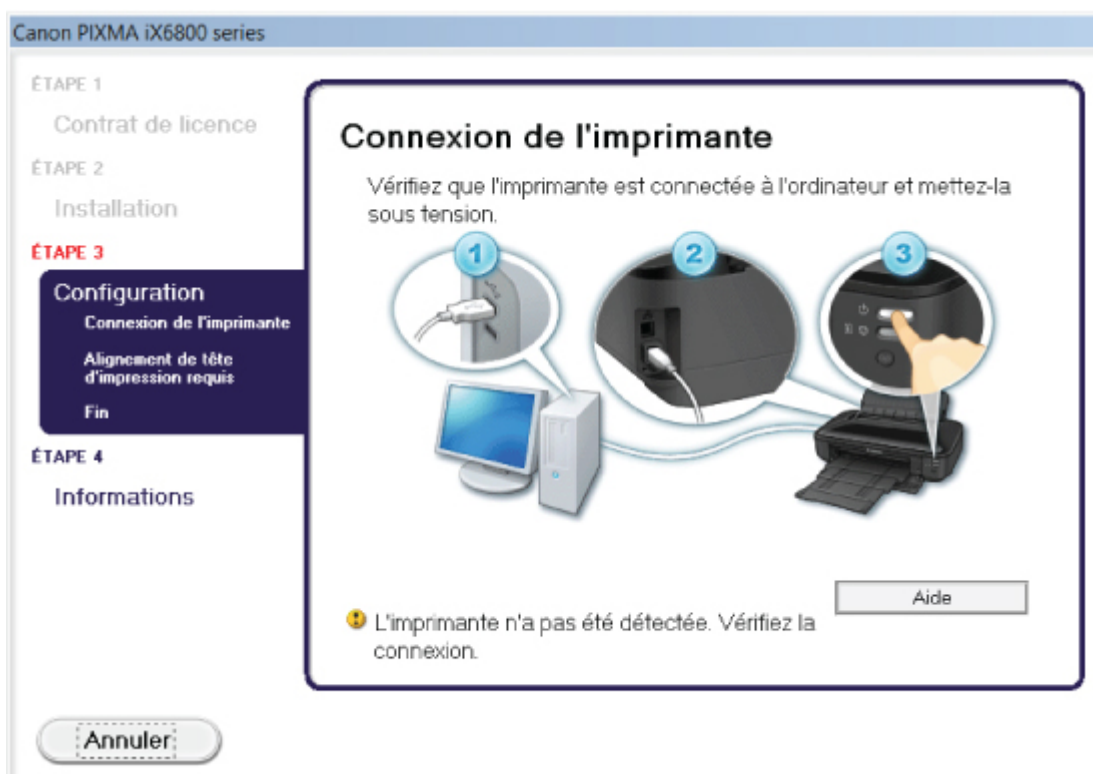 Canon PIXMA iX6800 series
ÉTAPE 1
Contrat de licence
ÉTAPE 2
Installation
ÉTAPE 3
Configuration
Connexion de l'imprimante
Alignement de tête
d'impression requis
Fin
ÉTAPE 4
Informations
Connexion de l'imprimante
Vérifiez que l'imprimante est connectée à l'ordinateur et mettez-la
sous tension.
1
2
3
Aide
L'imprimante n'a pas été détectée. Vérifiez la
connexion.
Annuler